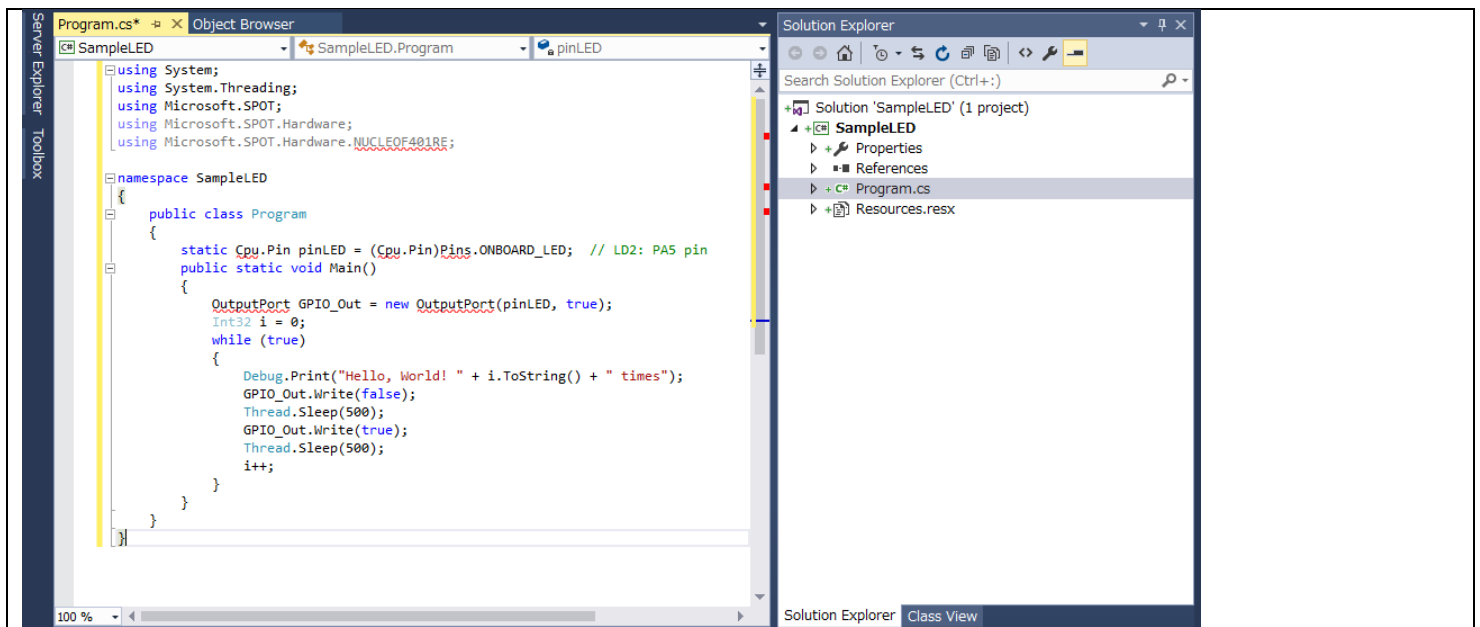 Server Explorer
Toolbox
Program.cs*
Object Browser
SampleLED
SampleLED.Program
pinLED
using System;
using System.Threading;
using Microsoft.SPOT;
using Microsoft.SPOT.Hardware;
using Microsoft.SPOT.Hardware.NUCLEOF401RE;
namespace SampleLED
{
public class Program
{
static Cpu.Pin pinLED = (Cpu.Pin)Pins.ONBOARD_LED;  // LD2: PA5 pin
public static void Main()
{
OutputPort GPIO_Out = new OutputPort(pinLED, true);
Int32 i = 0;
while (true)
{
Debug.Print("Hello, World! " + i.ToString() + " times");
GPIO_Out.Write(false);
Thread.Sleep(500);
GPIO_Out.Write(true);
Thread.Sleep(500);
i++;
}
}
}
}
100 %
Solution Explorer
Search Solution Explorer (Ctrl+:)
Solution 'SampleLED' (1 project)
C# SampleLED
Properties
References
C# Program.cs
Resources.resx
Solution Explorer
Class View